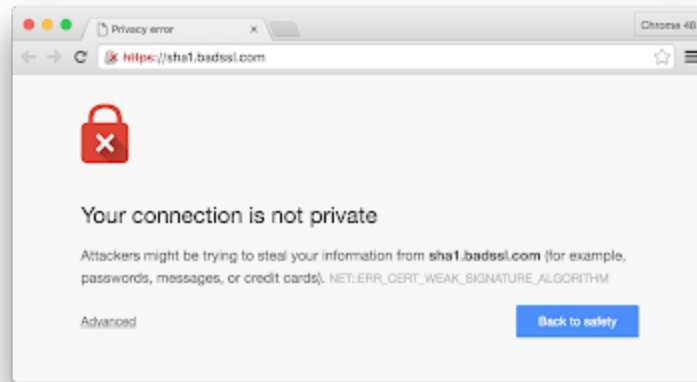 Privacy error
Chrome 48
https://sha1.badssl.com
Your connection is not private
Attackers might be trying to steal your information from sha1.badssl.com (for example,
passwords, messages, or credit cards). NET::ERR_CERT_WEAK_SIGNATURE_ALGORITHM
Advanced
Back to safety